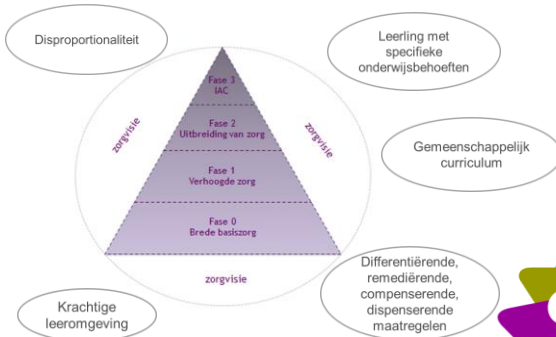 Disproportionaliteit
Leerling met
specifieke
onderwijsbehoeften
Fase 3
IAC
Fase 2
Uitbreiding van zorg
zorgvisie
zorgvisie
Gemeenschappelijk
curriculum
Fase 1
Verhoogde zorg
Fase 0
Brede basiszorg
zorgvisie
Differentiërende,
remediërende,
compenserende,
dispenserende
maatregelen
Krachtige
leeromgeving